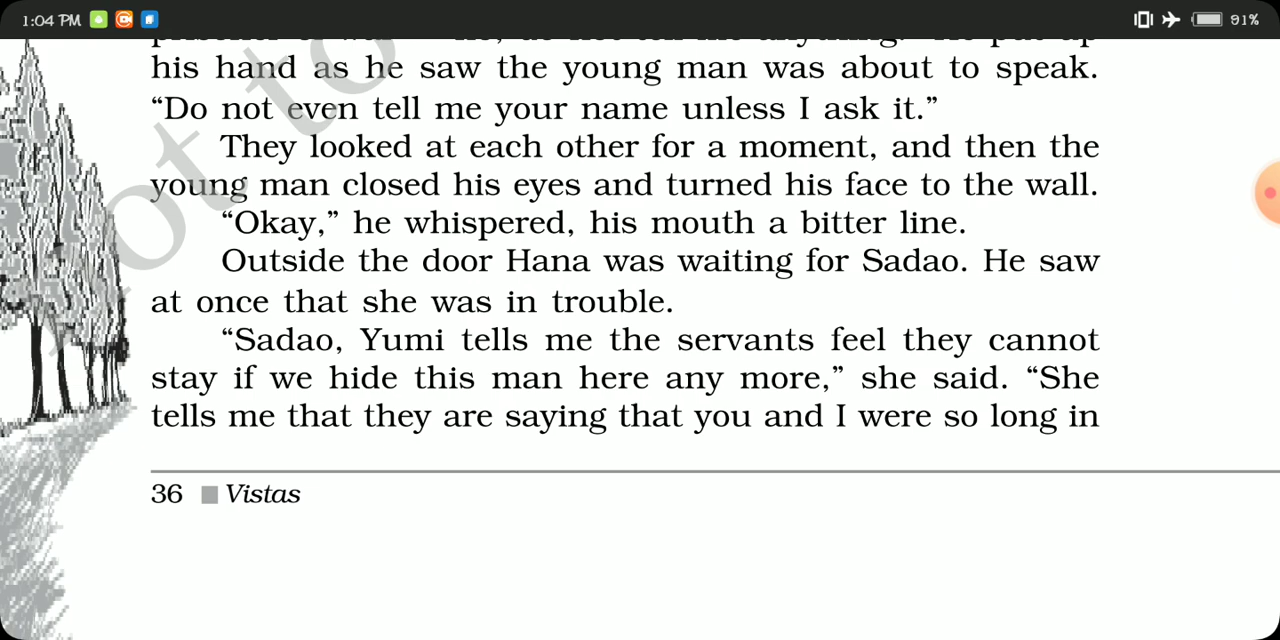 1:04 PM 91%
his hand as he saw the young man was about to speak.
“Do not even tell me your name unless I ask it.”
They looked at each other for a moment, and then the
young man closed his eyes and turned his face to the wall.
“Okay,” he whispered, his mouth a bitter line.
Outside the door Hana was waiting for Sadao. He saw
at once that she was in trouble.
“Sadao, Yumi tells me the servants feel they cannot
stay if we hide this man here any more,” she said. “She
tells me that they are saying that you and I were so long in
36 Vistas
not to